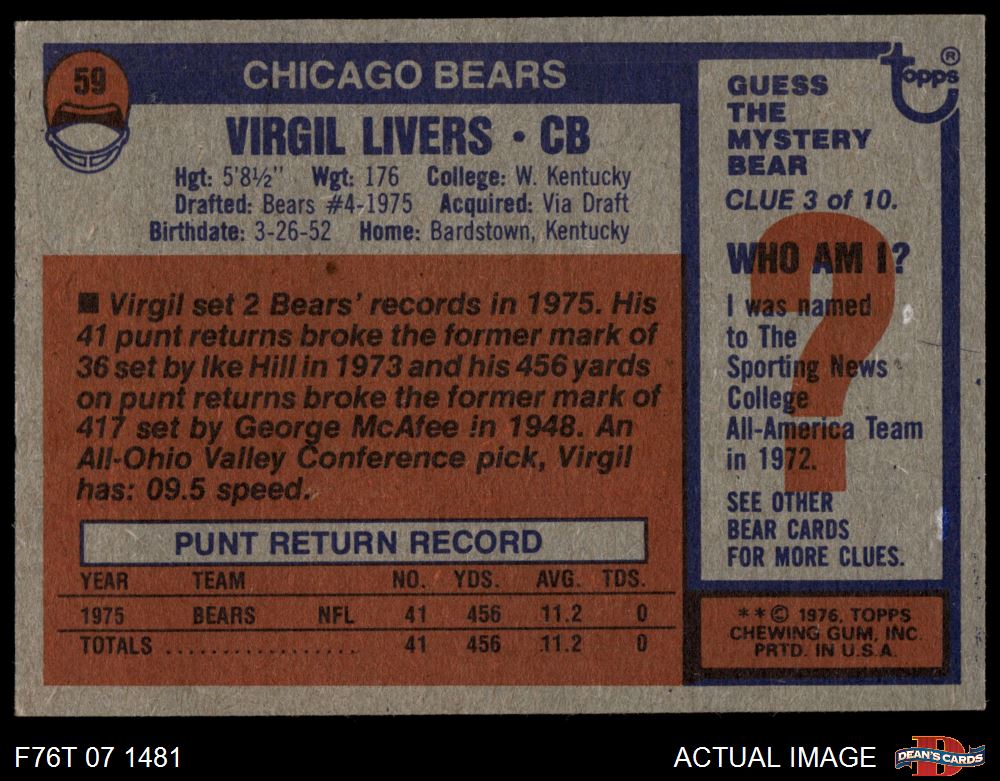 59
CHICAGO BEARS
VIRGIL LIVERS • CB
Hgt: 5'8½" Wgt: 176 College: W. Kentucky
Drafted: Bears #4-1975 Acquired: Via Draft
Birthdate: 3-26-52 Home: Bardstown, Kentucky
■ Virgil set 2 Bears' records in 1975. His
41 punt returns broke the former mark of
36 set by Ike Hill in 1973 and his 456 yards
on punt returns broke the former mark of
417 set by George McAfee in 1948. An
All-Ohio Valley Conference pick, Virgil
has: 09.5 speed.
PUNT RETURN RECORD
YEAR TEAM NO. YDS. AVG. TDS.
1975 BEARS NFL 41 456 11.2 0
TOTALS .................. 41 456 11.2 0
topps®
GUESS
THE
MYSTERY
BEAR
CLUE 3 of 10.
?
WHO AM I?
I was named
to The
Sporting News
College
All-America Team
in 1972.
SEE OTHER
BEAR CARDS
FOR MORE CLUES.
**© 1976, TOPPS
CHEWING GUM, INC.
PRTD. IN U.S.A.
F76T 07 1481
ACTUAL IMAGE
D
DEAN'S CARDS